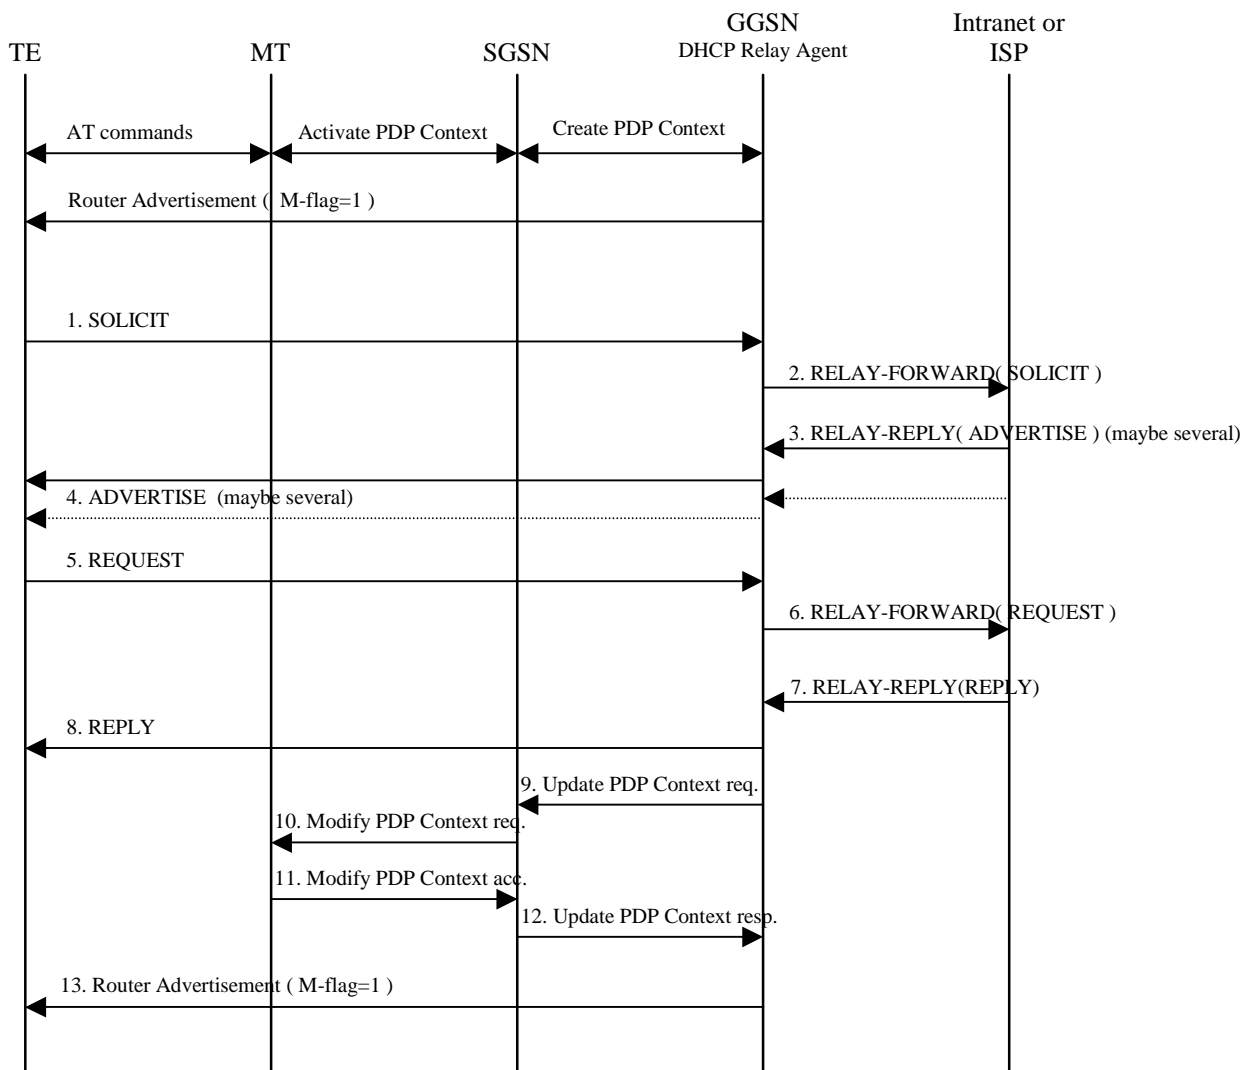 GGSN
Intranet or
TE
MT
SGSN
DHCP Relay Agent
ISP
AT commands
Activate PDP Context
Create PDP Context
Router Advertisement ( M-flag=1 )
1. SOLICIT
2. RELAY-FORWARD( SOLICIT )
3. RELAY-REPLY( ADVERTISE ) (maybe several)
4. ADVERTISE (maybe several)
5. REQUEST
6. RELAY-FORWARD( REQUEST )
7. RELAY-REPLY(REPLY)
8. REPLY
9. Update PDP Context req.
10. Modify PDP Context req.
11. Modify PDP Context acc.
12. Update PDP Context resp.
13. Router Advertisement ( M-flag=1 )